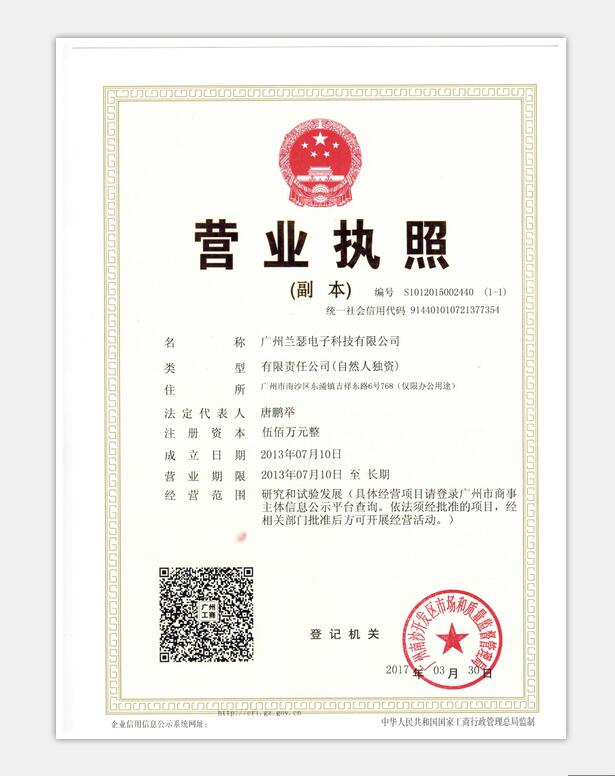 营业执照
(副 本) 编号 S1012015002440 (1-1)
统一社会信用代码 914401010721377354
名称 广州兰瑟电子科技有限公司
类型 有限责任公司(自然人独资)
住所 广州市南沙区东涌镇吉祥东路6号768（仅限办公用途）
法定代表人 唐鹏举
注册资本 伍佰万元整
成立日期 2013年07月10日
营业期限 2013年07月10日 至 长期
经营范围 研究和试验发展（具体经营项目请登录广州市商事
主体信息公示平台查询。依法须经批准的项目，经
相关部门批准后方可开展经营活动。）
广州
工商
登记机关
广州南沙开发区市场和质量监督管理局
2017 年 03 月 30 日
http://cri.gz.gov.cn
企业信用信息公示系统网址：
中华人民共和国国家工商行政管理总局监制